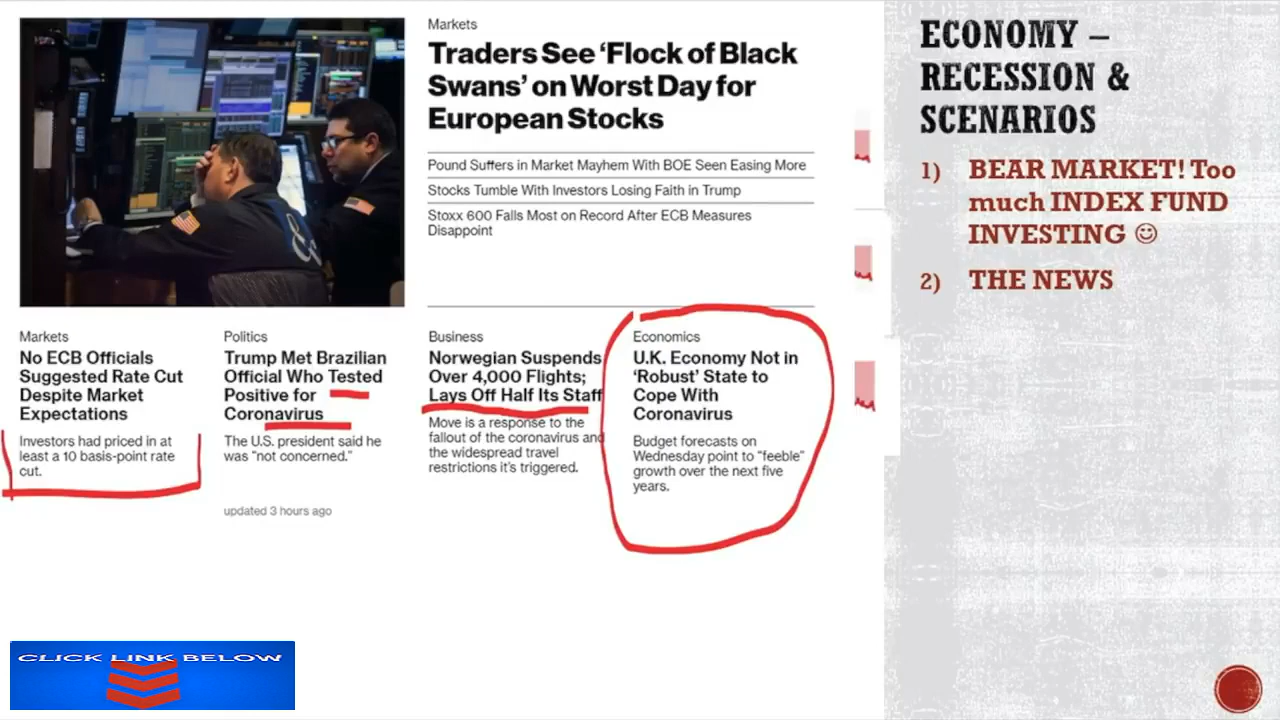 Markets
Traders See ‘Flock of Black
Swans’ on Worst Day for
European Stocks
Pound Suffers in Market Mayhem With BOE Seen Easing More
Stocks Tumble With Investors Losing Faith in Trump
Stoxx 600 Falls Most on Record After ECB Measures
Disappoint
Markets
No ECB Officials
Suggested Rate Cut
Despite Market
Expectations
Investors had priced in at
least a 10 basis-point rate
cut.
Politics
Trump Met Brazilian
Official Who Tested
Positive for
Coronavirus
The U.S. president said he
was “not concerned.”
updated 3 hours ago
Business
Norwegian Suspends
Over 4,000 Flights;
Lays Off Half Its Staff
Move is a response to the
fallout of the coronavirus and
the widespread travel
restrictions it’s triggered.
Economics
U.K. Economy Not in
‘Robust’ State to
Cope With
Coronavirus
Budget forecasts on
Wednesday point to “feeble”
growth over the next five
years.
ECONOMY –
RECESSION &
SCENARIOS
1) BEAR MARKET! Too
much INDEX FUND
INVESTING ☺
2) THE NEWS
CLICK LINK BELOW